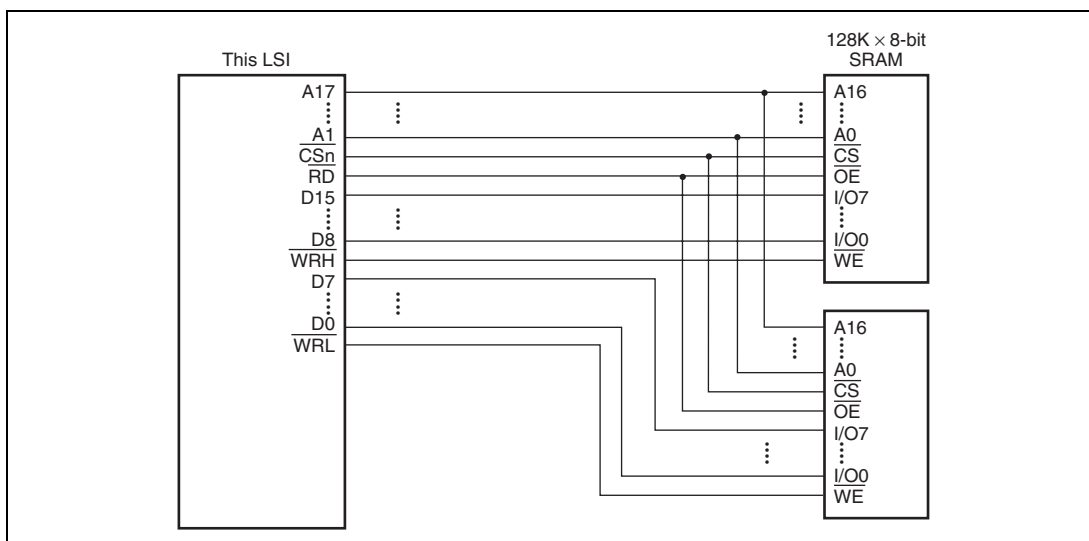 128K × 8-bit
SRAM
This LSI
A17
A1
CSn
RD
D15
D8
WRH
D7
D0
WRL
A16
A0
CS
OE
I/O7
I/O0
WE
A16
A0
CS
OE
I/O7
I/O0
WE